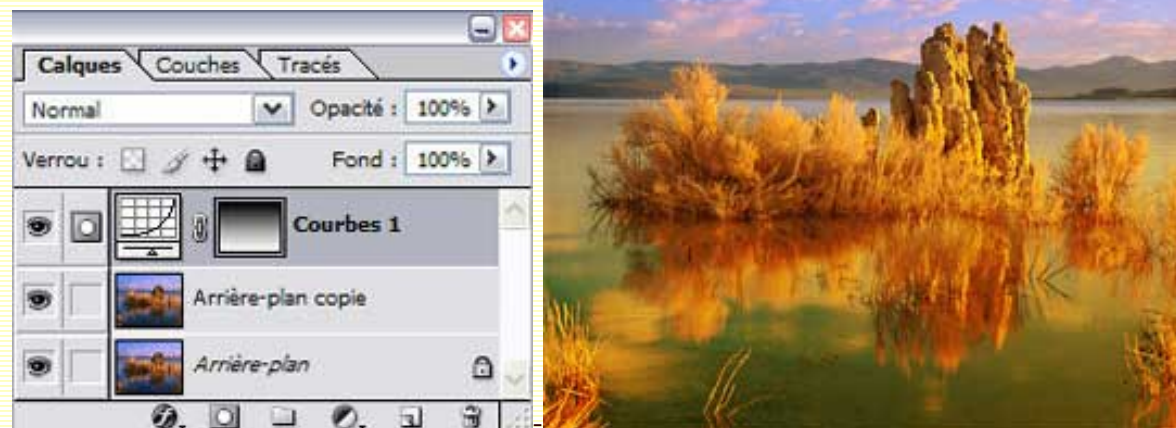 Calques Couches Tracés
Normal Opacité : 100%
Verrou : Fond : 100%
Courbes 1
Arrière-plan copie
Arrière-plan